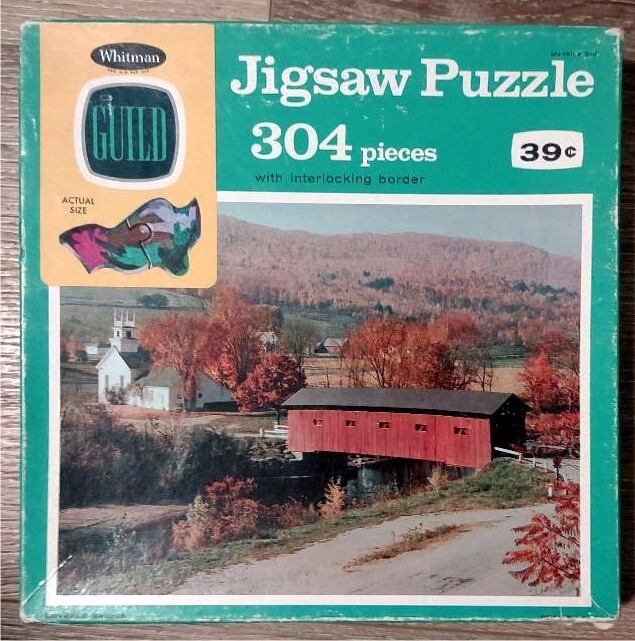 Whitman
GUILD
ACTUAL
SIZE
Jigsaw Puzzle
304 pieces
39¢
with interlocking border